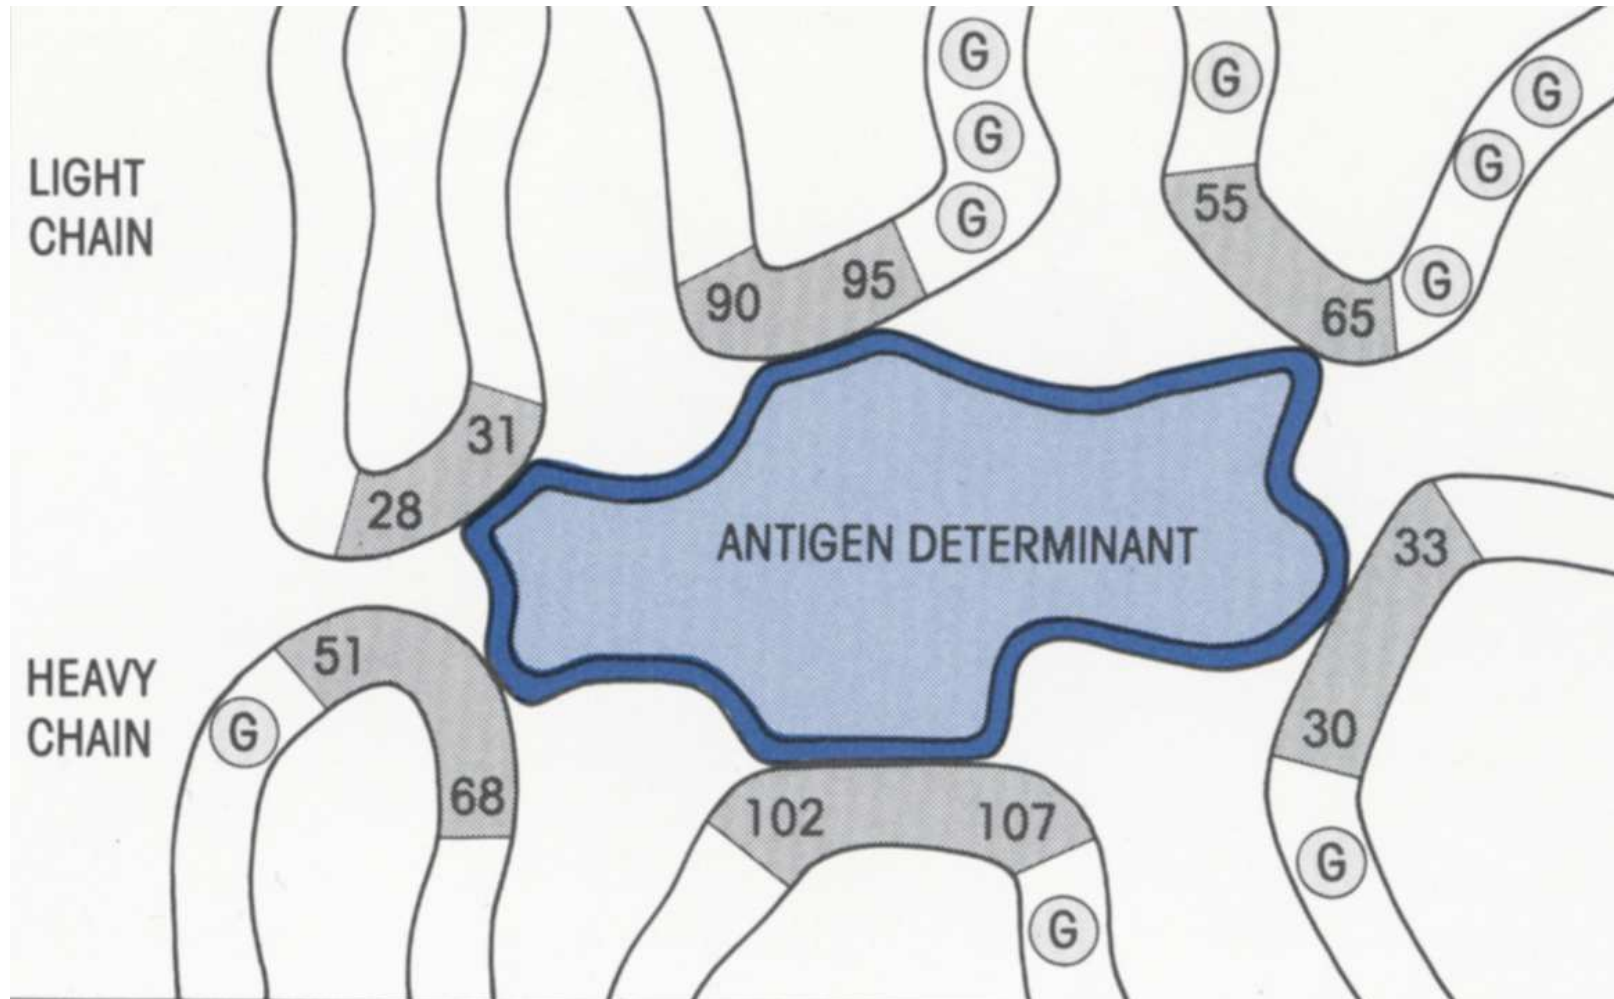 G
G
G
G
G
G
G
LIGHT
CHAIN
55
90
95
65
31
28
ANTIGEN DETERMINANT
33
HEAVY
CHAIN
51
G
30
68
102
107
G
G